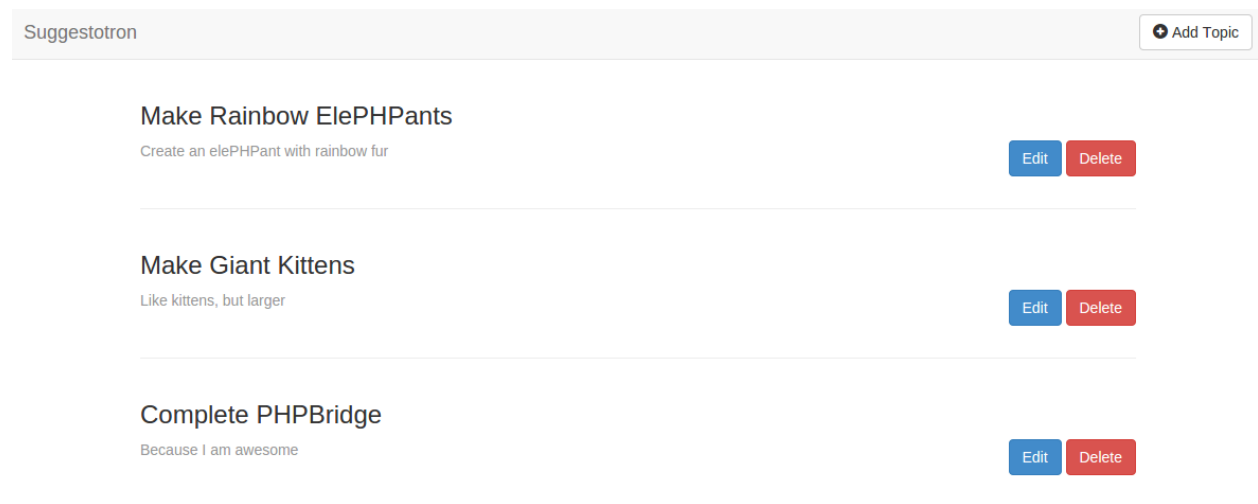 Suggestotron
Add Topic
Make Rainbow ElePHPants
Create an elePHPant with rainbow fur
Edit Delete
Make Giant Kittens
Like kittens, but larger
Edit Delete
Complete PHPBridge
Because I am awesome
Edit Delete